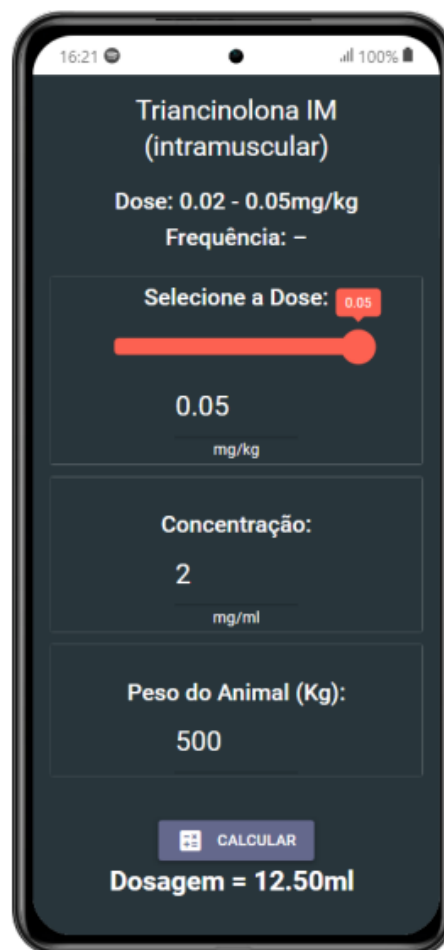 16:21 100%
Triancinolona IM
(intramuscular)
Dose: 0.02 - 0.05mg/kg
Frequência: –
Selecione a Dose: 0.05
0.05
mg/kg
Concentração:
2
mg/ml
Peso do Animal (Kg):
500
CALCULAR
Dosagem = 12.50ml